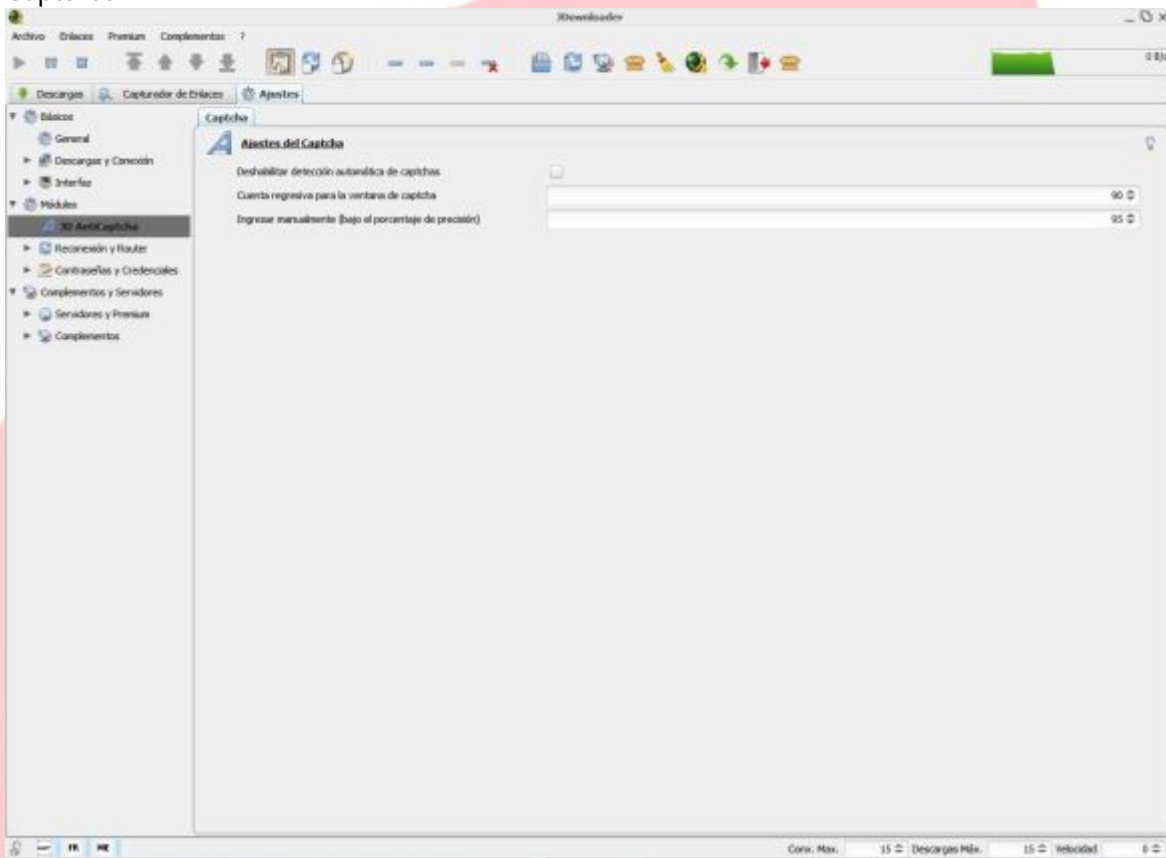 JDownloader
Archivo Enlaces Premium Complementos ?
0 B/s
Descargas Capturador de Enlaces Ajustes
Básicos
General
Descargas y Conexión
Interfaz
Módulos
JD AntiCaptcha
Reconexión y Router
Contraseñas y Credenciales
Complementos y Servidores
Servidores y Premium
Complementos
Captcha
Ajustes del Captcha
Deshabilitar detección automática de captchas
Cuenta regresiva para la ventana de captcha 90
Ingresar manualmente (bajo el porcentaje de precisión) 95
Conx. Max. 15 Descargas Máx. 15 Velocidad 0